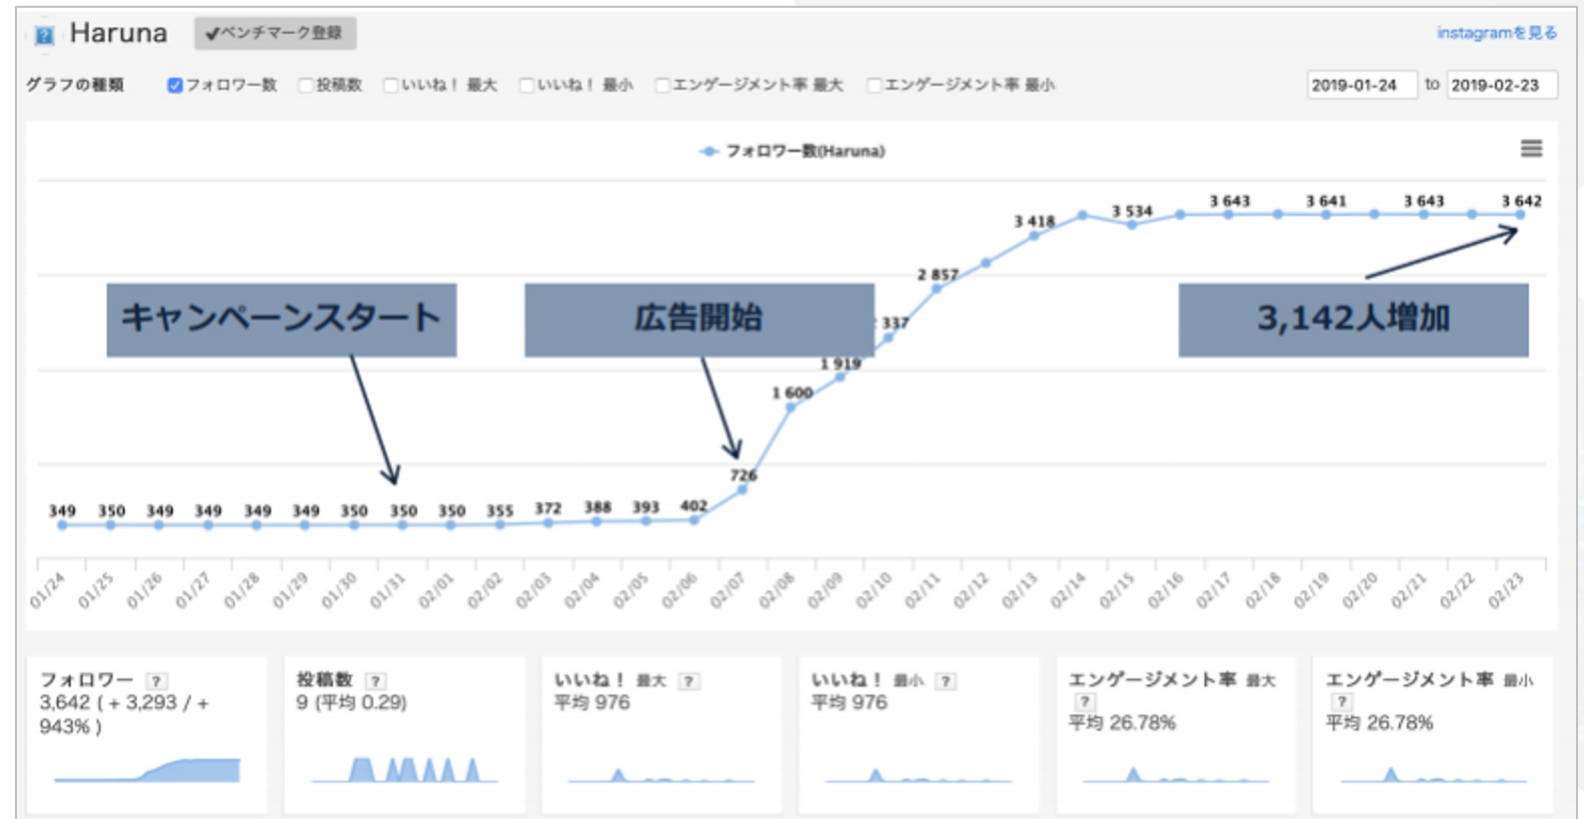 Haruna
✔ベンチマーク登録
instagramを見る
グラフの種類 フォロワー数 投稿数 いいね！ 最大 いいね！ 最小 エンゲージメント率 最大 エンゲージメント率 最小
2019-01-24 to 2019-02-23
フォロワー数(Haruna)
3 418 3 534 3 643 3 641 3 643 3 642
2 857
キャンペーンスタート
広告開始
337
3,142人増加
1 919
1 600
726
349 350 349 349 349 349 350 350 350 355 372 388 393 402
01/24 01/25 01/26 01/27 01/28 01/29 01/30 01/31 02/01 02/02 02/03 02/04 02/05 02/06 02/07 02/08 02/09 02/10 02/11 02/12 02/13 02/14 02/15 02/16 02/17 02/18 02/19 02/20 02/21 02/22 02/23
フォロワー ?
3,642 ( + 3,293 / +
943% )
投稿数 ?
9 (平均 0.29)
いいね！ 最大 ?
平均 976
いいね！ 最小 ?
平均 976
エンゲージメント率 最大
?
平均 26.78%
エンゲージメント率 最小
?
平均 26.78%